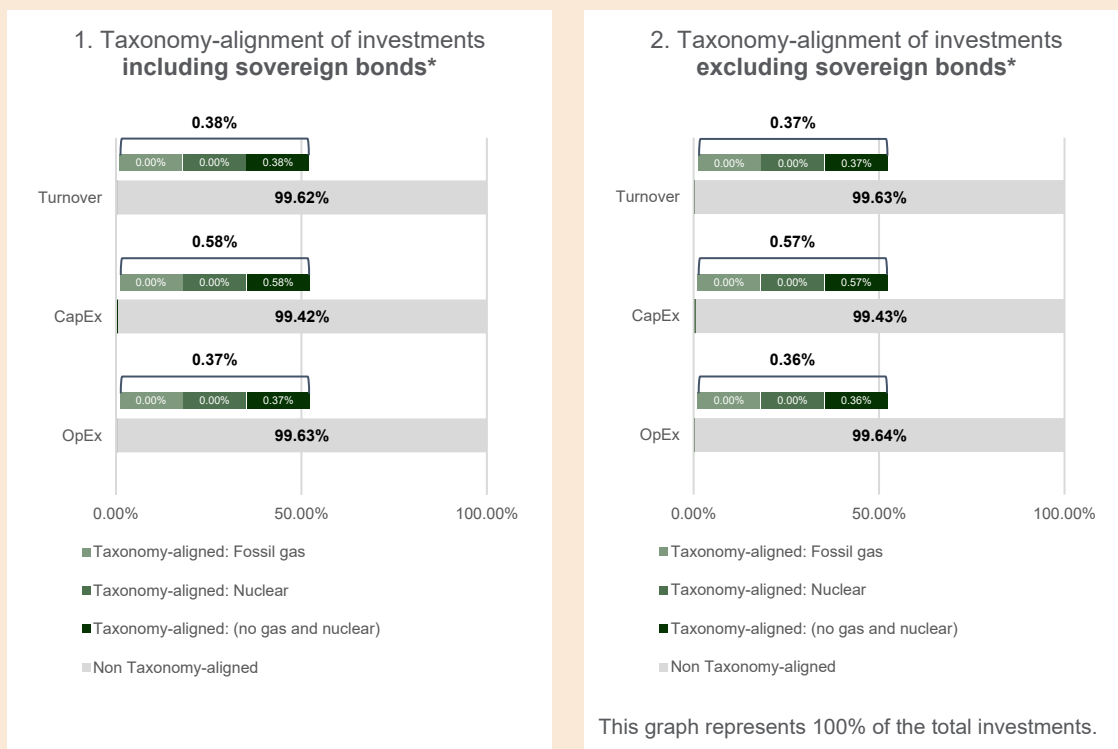 1. Taxonomy-alignment of investments
including sovereign bonds*
0.38%
0.00% 0.00% 0.38%
Turnover 99.62%
0.58%
0.00% 0.00% 0.58%
CapEx 99.42%
0.37%
0.00% 0.00% 0.37%
OpEx 99.63%
0.00% 50.00% 100.00%
Taxonomy-aligned: Fossil gas
Taxonomy-aligned: Nuclear
Taxonomy-aligned: (no gas and nuclear)
Non Taxonomy-aligned
2. Taxonomy-alignment of investments
excluding sovereign bonds*
0.37%
0.00% 0.00% 0.37%
Turnover 99.63%
0.57%
0.00% 0.00% 0.57%
CapEx 99.43%
0.36%
0.00% 0.00% 0.36%
OpEx 99.64%
0.00% 50.00% 100.00%
Taxonomy-aligned: Fossil gas
Taxonomy-aligned: Nuclear
Taxonomy-aligned: (no gas and nuclear)
Non Taxonomy-aligned
This graph represents 100% of the total investments.